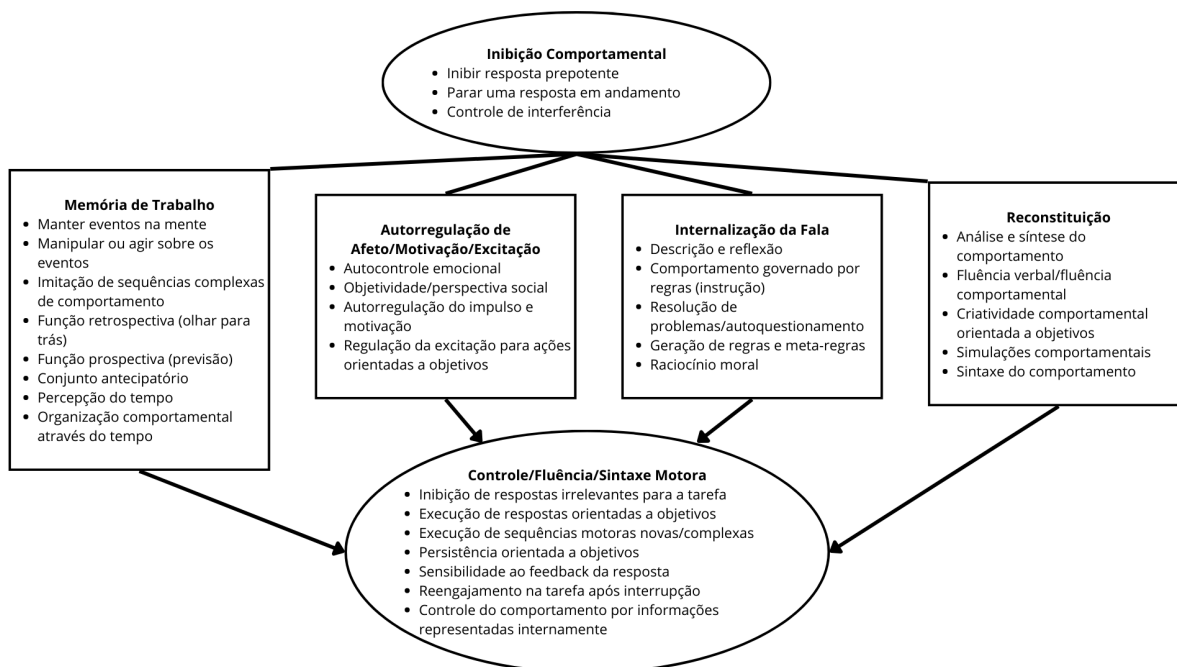 Inibição Comportamental
• Inibir resposta prepotente
• Parar uma resposta em andamento
• Controle de interferência
Memória de Trabalho
• Manter eventos na mente
• Manipular ou agir sobre os
eventos
• Imitação de sequências complexas
de comportamento
• Função retrospectiva (olhar para
trás)
• Função prospectiva (previsão)
• Conjunto antecipatório
• Percepção do tempo
• Organização comportamental
através do tempo
Autorregulação de
Afeto/Motivação/Excitação
• Autocontrole emocional
• Objetividade/perspectiva social
• Autorregulação do impulso e
motivação
• Regulação da excitação para ações
orientadas a objetivos
Internalização da Fala
• Descrição e reflexão
• Comportamento governado por
regras (instrução)
• Resolução de
problemas/autoquestionamento
• Geração de regras e meta-regras
• Raciocínio moral
Reconstituição
• Análise e síntese do
comportamento
• Fluência verbal/fluência
comportamental
• Criatividade comportamental
orientada a objetivos
• Simulações comportamentais
• Sintaxe do comportamento
Controle/Fluência/Sintaxe Motora
• Inibição de respostas irrelevantes para a tarefa
• Execução de respostas orientadas a objetivos
• Execução de sequências motoras novas/complexas
• Persistência orientada a objetivos
• Sensibilidade ao feedback da resposta
• Reengajamento na tarefa após interrupção
• Controle do comportamento por informações
representadas internamente